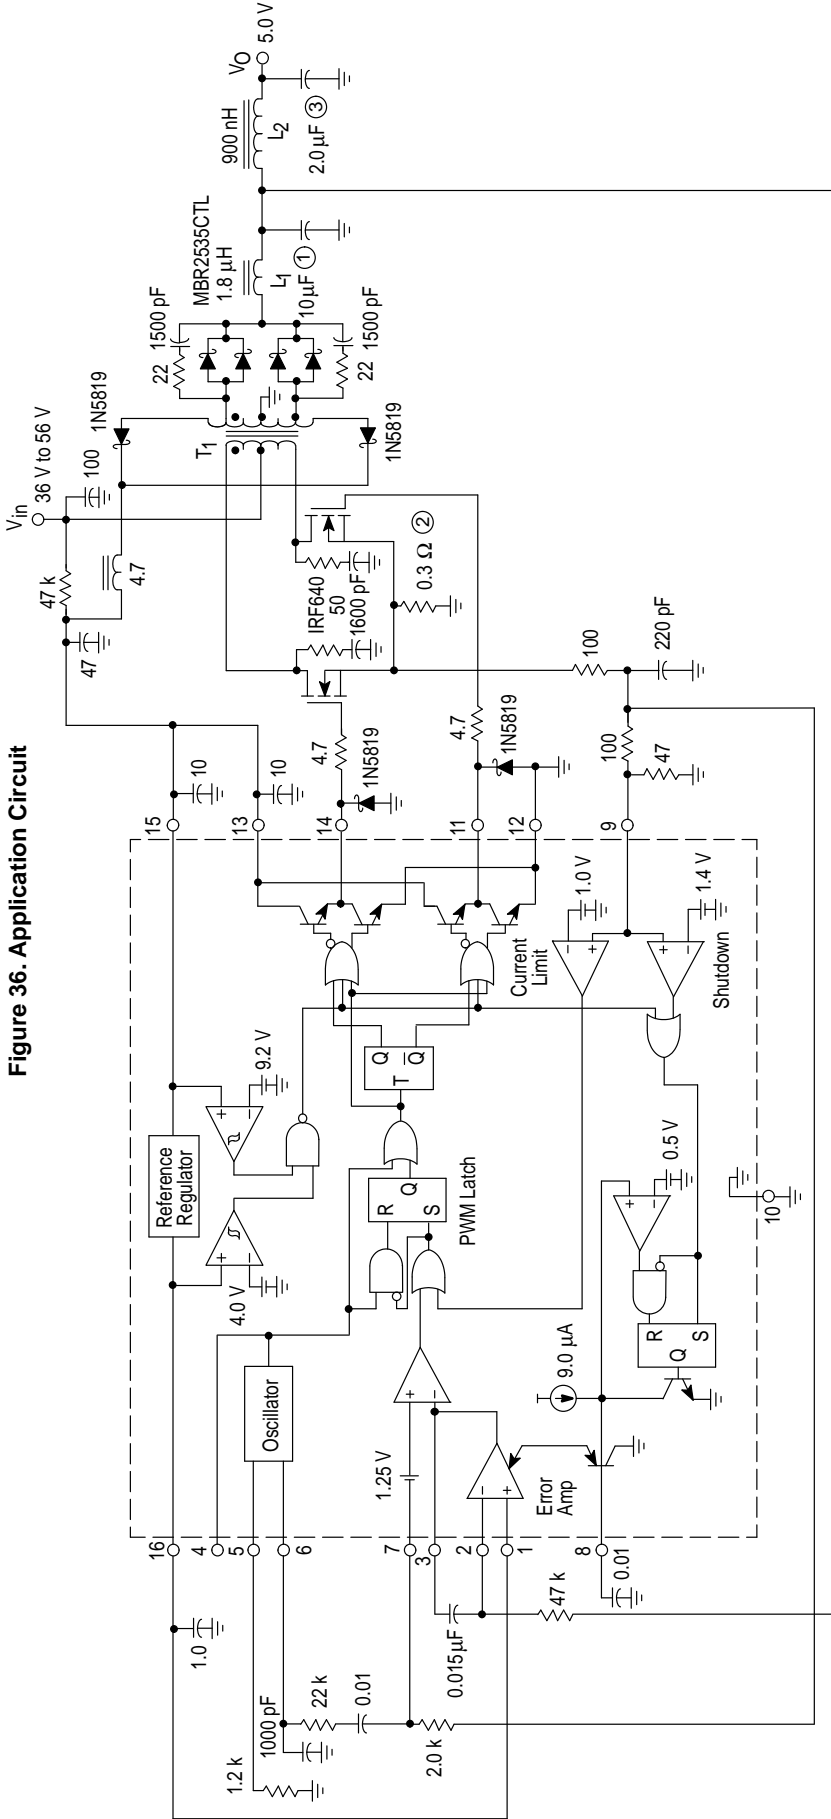 Figure 36. Application Circuit
Vin
36 V to 56 V
47 k
100
4.7
47
1N5819
T1
1N5819
22
1500 pF
22
1500 pF
MBR2535CTL
1.8 µH
L1
10 µF ①
900 nH
L2
2.0 µF ③
VO
5.0 V
IRF640
50
1600 pF
0.3 Ω ②
4.7
1N5819
4.7
1N5819
100
220 pF
100
47
10
10
15
13
14
11
12
9
Reference
Regulator
+
–
9.2 V
+
–
4.0 V
Oscillator
R
Q
S
PWM Latch
T
Q
Q
Current
Limit
–
+
1.0 V
+
–
1.4 V
Shutdown
+
–
1.25 V
–
+
Error
Amp
9.0 µA
+
–
0.5 V
R
Q
S
10
16
4
5
6
7
3
2
1
8
1.0
1.2 k
1000 pF
22 k
0.01
2.0 k
0.015 µF
47 k
0.01